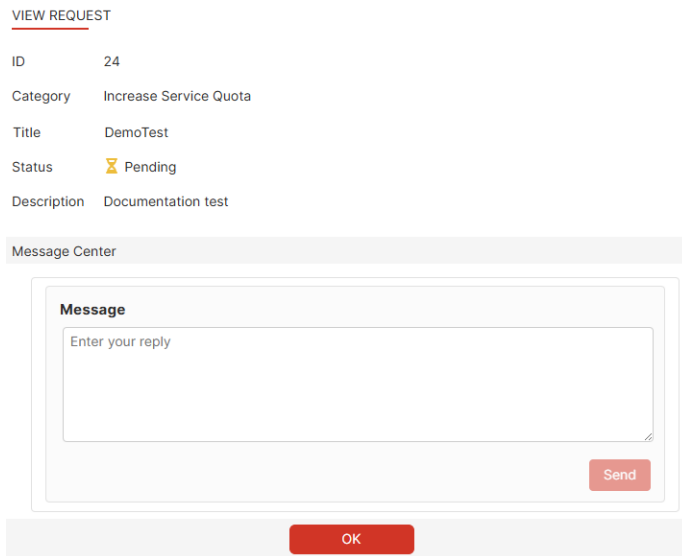 VIEW REQUEST
ID 24
Category Increase Service Quota
Title DemoTest
Status Pending
Description Documentation test
Message Center
Message
Enter your reply
Send
OK